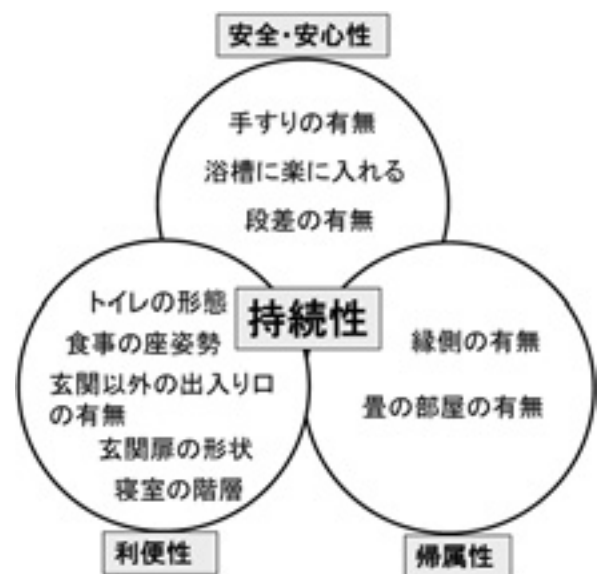 安全・安心性
手すりの有無
浴槽に楽に入れる
段差の有無
持続性
トイレの形態
食事の座姿勢
玄関以外の出入り口
の有無
玄関扉の形状
寝室の階層
縁側の有無
畳の部屋の有無
利便性
帰属性